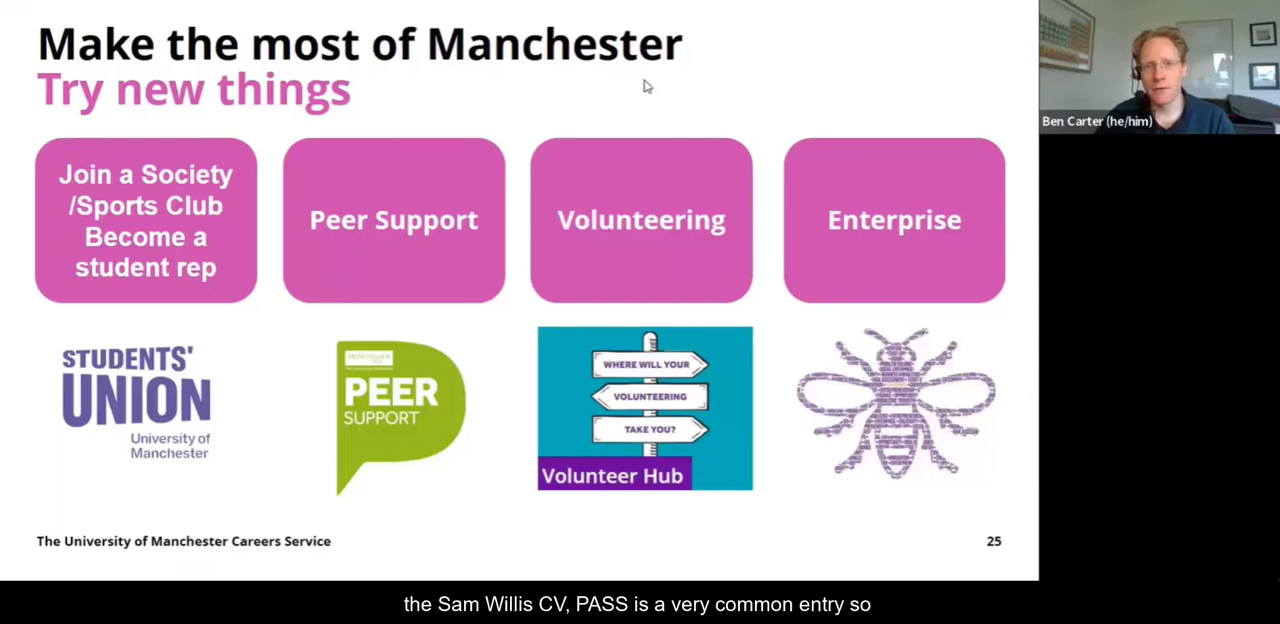 Make the most of Manchester
Try new things
Ben Carter (he/him)
Join a Society
/Sports Club
Become a
student rep
Peer Support
Volunteering
Enterprise
STUDENTS'
UNION
University of
Manchester
PEER
SUPPORT
WHERE WILL YOUR
VOLUNTEERING
TAKE YOU?
Volunteer Hub
The University of Manchester Careers Service
25
the Sam Willis CV, PASS is a very common entry so